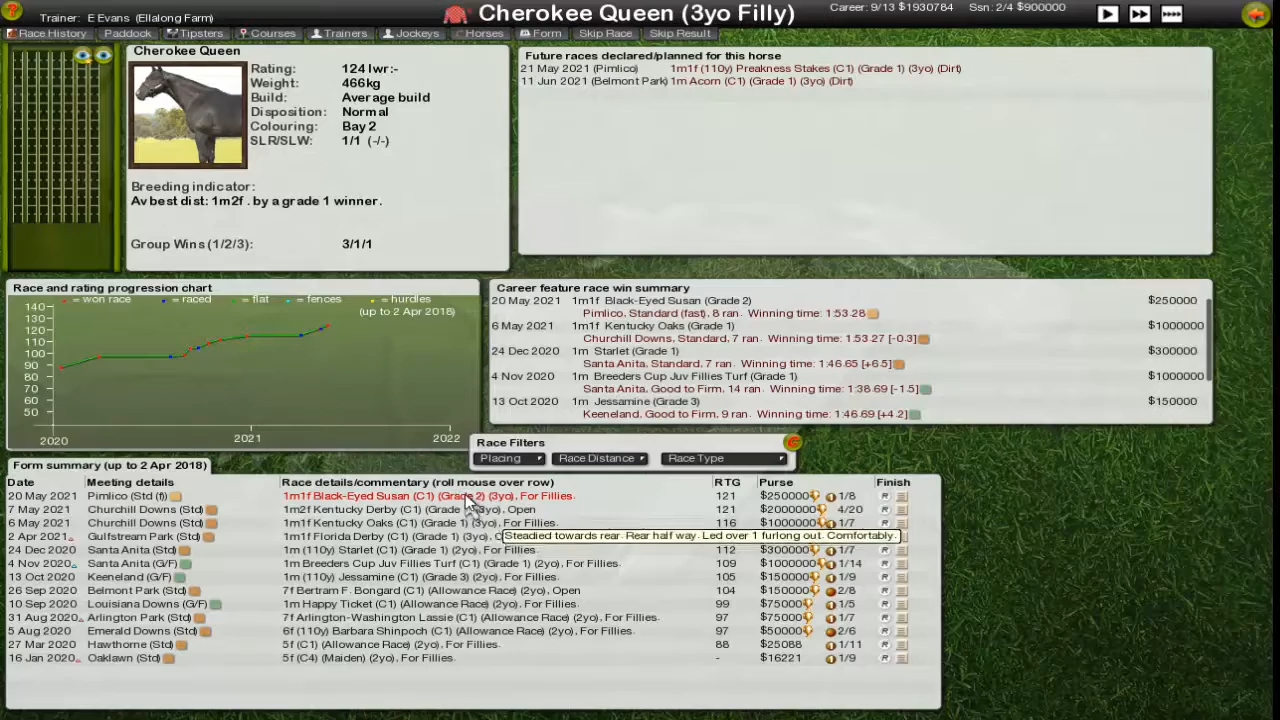 Trainer: E Evans (Ellalong Farm)
Cherokee Queen (3yo Filly)
Career: 9/13 $1930784 Ssn: 2/4 $900000
Race History Paddock Tipsters Courses Trainers Jockeys Horses Form Skip Race Skip Result
Cherokee Queen
Rating: 124 lwr:-
Weight: 466kg
Build: Average build
Disposition: Normal
Colouring: Bay 2
SLR/SLW: 1/1 (-/-)
Breeding indicator:
Av best dist: 1m2f . by a grade 1 winner.
Group Wins (1/2/3): 3/1/1
Future races declared/planned for this horse
21 May 2021 (Pimlico) 1m1f (110y) Preakness Stakes (C1) (Grade 1) (3yo) (Dirt)
11 Jun 2021 (Belmont Park) 1m Acorn (C1) (Grade 1) (3yo) (Dirt)
Race and rating progression chart
= won race = raced = flat = fences = hurdles
(up to 2 Apr 2018)
140
130
120
110
100
90
80
70
60
50
2020 2021 2022
Career feature race win summary
20 May 2021 1m1f Black-Eyed Susan (Grade 2) $250000
Pimlico, Standard (fast), 8 ran. Winning time: 1:53.28
6 May 2021 1m1f Kentucky Oaks (Grade 1) $1000000
Churchill Downs, Standard, 7 ran. Winning time: 1:53.27 [-0.3]
24 Dec 2020 1m Starlet (Grade 1) $300000
Santa Anita, Standard, 7 ran. Winning time: 1:46.65 [+6.5]
4 Nov 2020 1m Breeders Cup Juv Fillies Turf (Grade 1) $1000000
Santa Anita, Good to Firm, 14 ran. Winning time: 1:38.69 [-1.5]
13 Oct 2020 1m Jessamine (Grade 3) $150000
Keeneland, Good to Firm, 9 ran. Winning time: 1:46.69 [+4.2]
Race Filters
Placing Race Distance Race Type
Form summary (up to 2 Apr 2018)
Date Meeting details Race details/commentary (roll mouse over row) RTG Purse Finish
20 May 2021 Pimlico (Std (f)) 1m1f Black-Eyed Susan (C1) (Grade 2) (3yo), For Fillies. 121 $250000 1/8 R
7 May 2021 Churchill Downs (Std) 1m2f Kentucky Derby (C1) (Grade 3yo), Open 121 $2000000 4/20 R
6 May 2021 Churchill Downs (Std) 1m1f Kentucky Oaks (C1) (Grade 1) (3yo), For Fillies. 116 $1000000 1/7 R
2 Apr 2021 Gulfstream Park (Std) 1m1f Florida Derby (C1) (Grade 1) (3yo),
Steadied towards rear. Rear half way. Led over 1 furlong out. Comfortably.
24 Dec 2020 Santa Anita (Std) 1m (110y) Starlet (C1) (Grade 1) (2yo), For Fillies. 112 $300000 1/7 R
4 Nov 2020 Santa Anita (G/F) 1m Breeders Cup Juv Fillies Turf (C1) (Grade 1) (2yo), For Fillies. 109 $1000000 1/14 R
13 Oct 2020 Keeneland (G/F) 1m (110y) Jessamine (C1) (Grade 3) (2yo), For Fillies. 105 $150000 1/9 R
26 Sep 2020 Belmont Park (Std) 7f Bertram F. Bongard (C1) (Allowance Race) (2yo), Open 104 $150000 2/8 R
10 Sep 2020 Louisiana Downs (G/F) 1m Happy Ticket (C1) (Allowance Race) (2yo), For Fillies. 99 $75000 1/5 R
31 Aug 2020 Arlington Park (Std) 7f Arlington-Washington Lassie (C1) (Allowance Race) (2yo), For Fillies. 97 $75000 1/7 R
5 Aug 2020 Emerald Downs (Std) 6f (110y) Barbara Shinpoch (C1) (Allowance Race) (2yo), For Fillies. 97 $50000 2/6 R
27 Mar 2020 Hawthorne (Std) 5f (C1) (Allowance Race) (2yo), For Fillies. 88 $25088 1/11 R
16 Jan 2020 Oaklawn (Std) 5f (C4) (Maiden) (2yo), For Fillies. - $16221 1/9 R